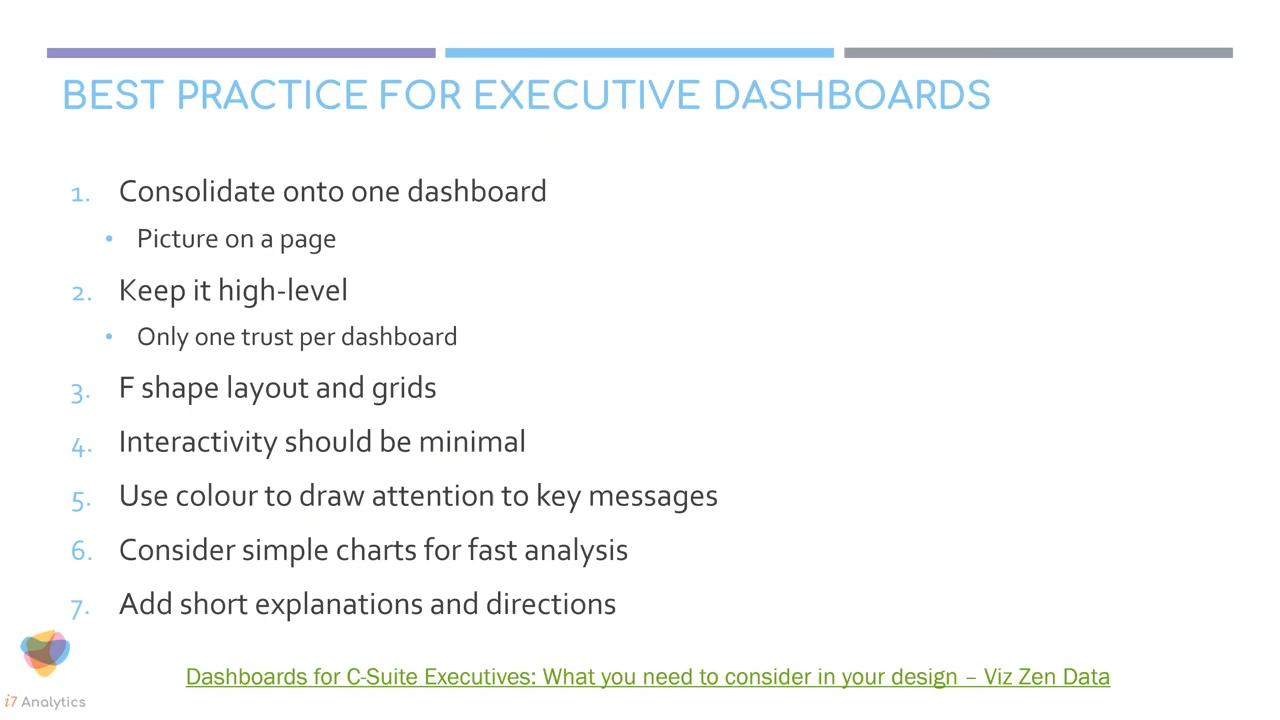 BEST PRACTICE FOR EXECUTIVE DASHBOARDS
1. Consolidate onto one dashboard
• Picture on a page
2. Keep it high-level
• Only one trust per dashboard
3. F shape layout and grids
4. Interactivity should be minimal
5. Use colour to draw attention to key messages
6. Consider simple charts for fast analysis
7. Add short explanations and directions
Dashboards for C-Suite Executives: What you need to consider in your design – Viz Zen Data
i7 Analytics